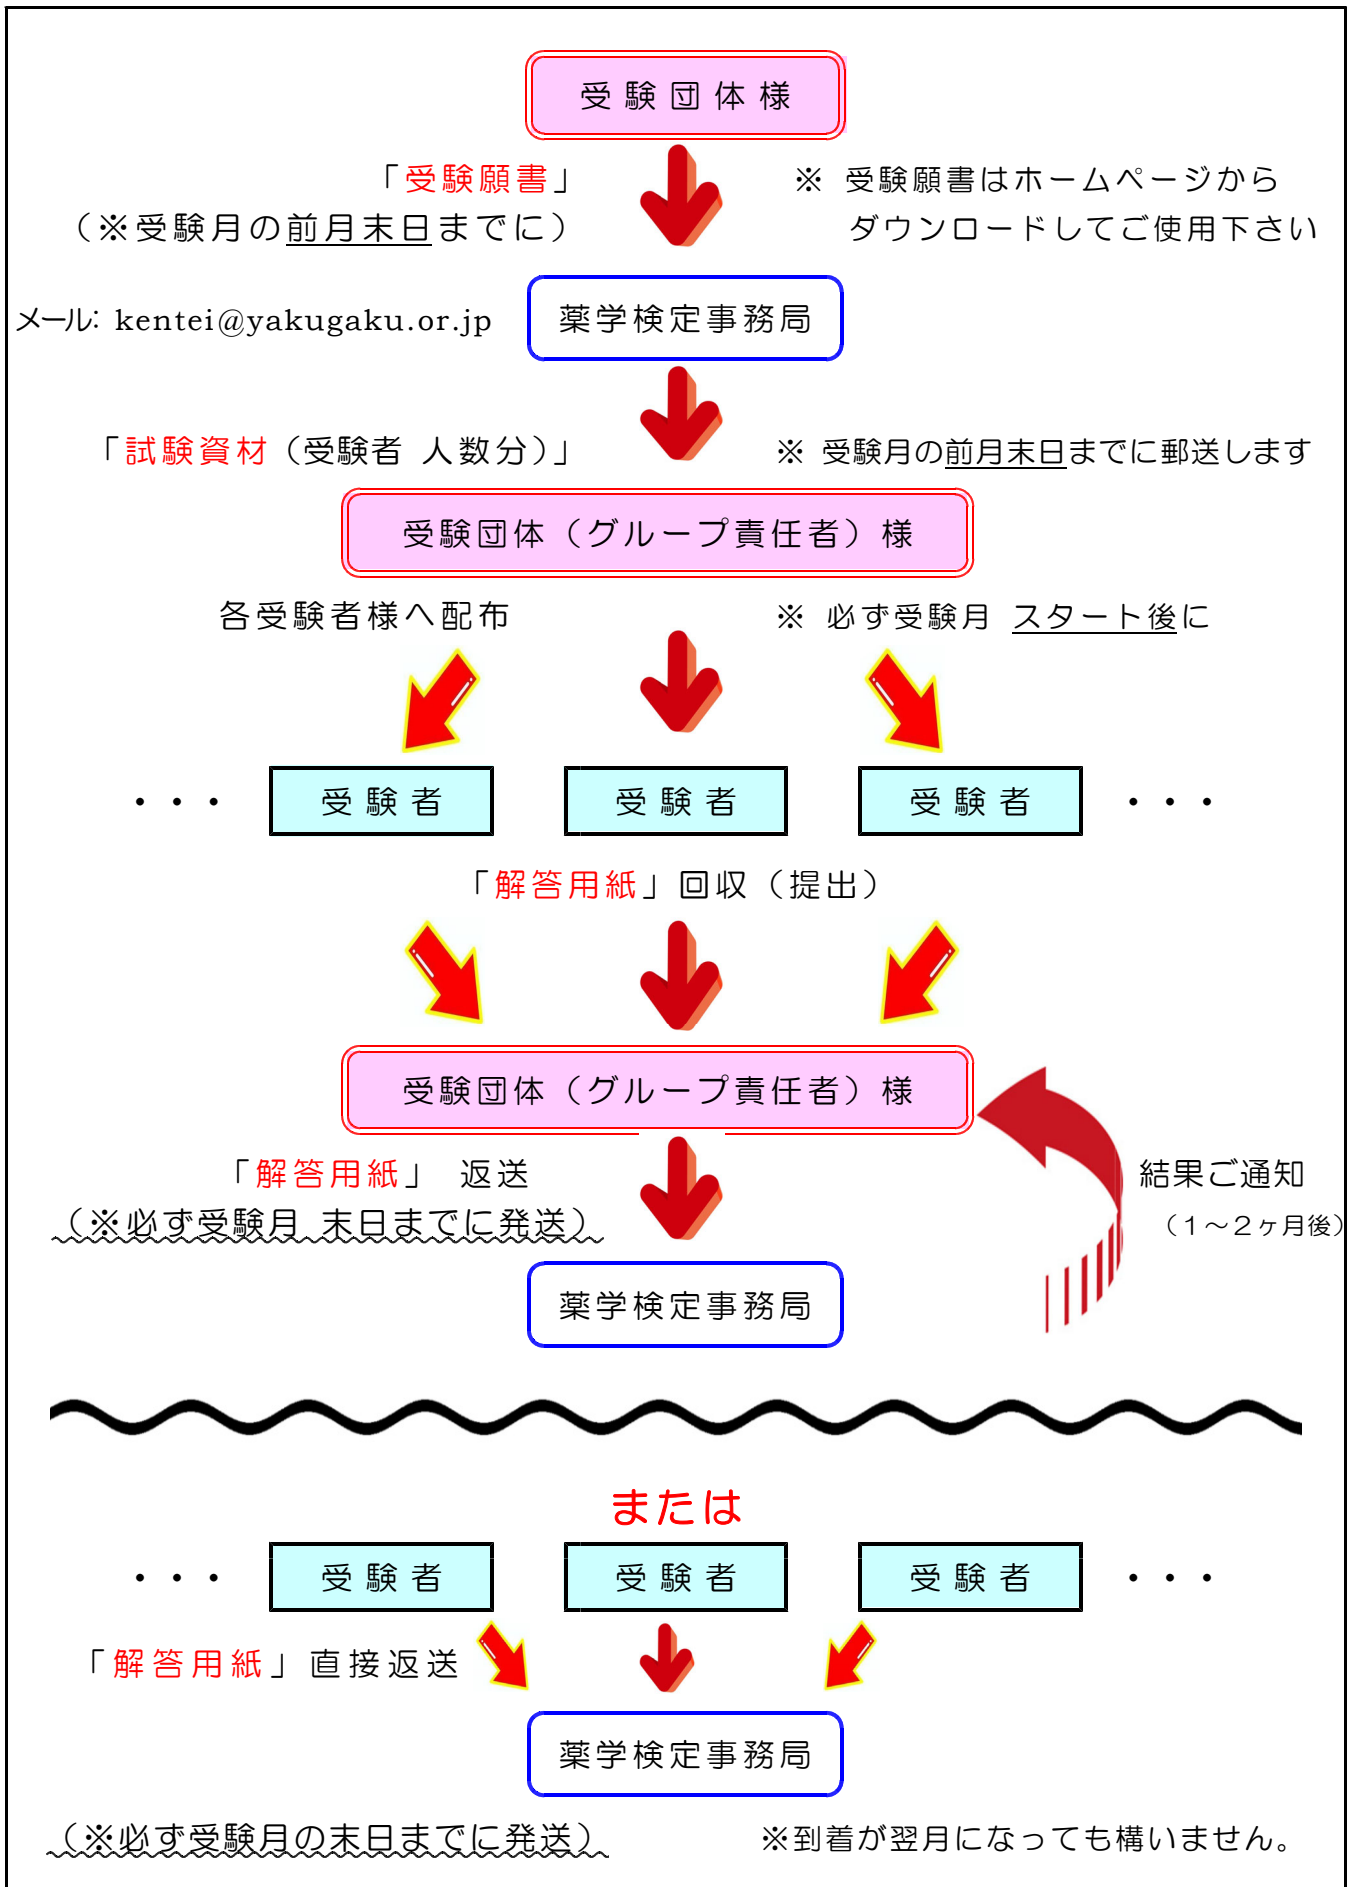 受験団体様
「受験願書」
（※受験月の前月末日までに）
※ 受験願書はホームページから
ダウンロードしてご使用下さい
メール: kentei@yakugaku.or.jp
薬学検定事務局
「試験資材（受験者 人数分）」
※ 受験月の前月末日までに郵送します
受験団体（グループ責任者）様
各受験者様へ配布
※ 必ず受験月 スタート後に
・・・ 受験者 受験者 受験者 ・・・
「解答用紙」回収（提出）
受験団体（グループ責任者）様
「解答用紙」 返送
（※必ず受験月 末日までに発送）
結果ご通知
（１～２ヶ月後）
薬学検定事務局
または
・・・ 受験者 受験者 受験者 ・・・
「解答用紙」直接返送
薬学検定事務局
（※必ず受験月の末日までに発送）
※到着が翌月になっても構いません。